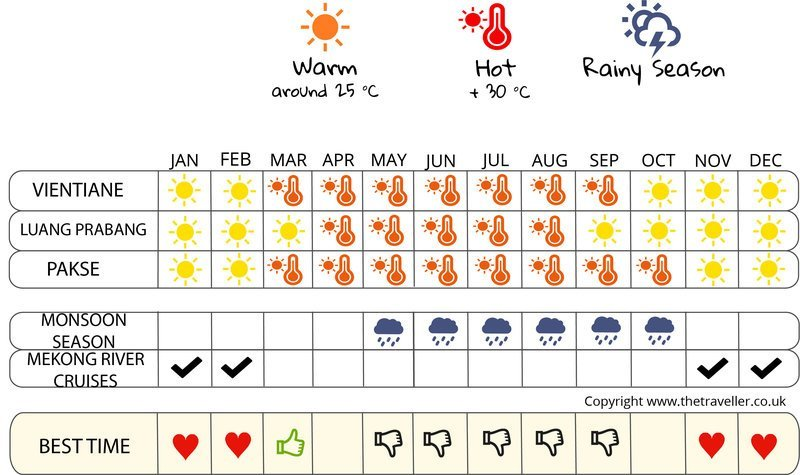 Warm
around 25 °C
Hot
+ 30 °C
Rainy Season
JAN FEB MAR APR MAY JUN JUL AUG SEP OCT NOV DEC
VIENTIANE
LUANG PRABANG
PAKSE
MONSOON
SEASON
MEKONG RIVER
CRUISES
Copyright www.thetraveller.co.uk
BEST TIME